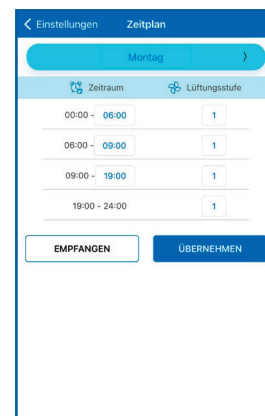 Einstellungen Zeitplan
Montag
Zeitraum Lüftungsstufe
00:00 - 06:00 1
06:00 - 09:00 1
09:00 - 19:00 1
19:00 - 24:00 1
EMPFANGEN ÜBERNEHMEN